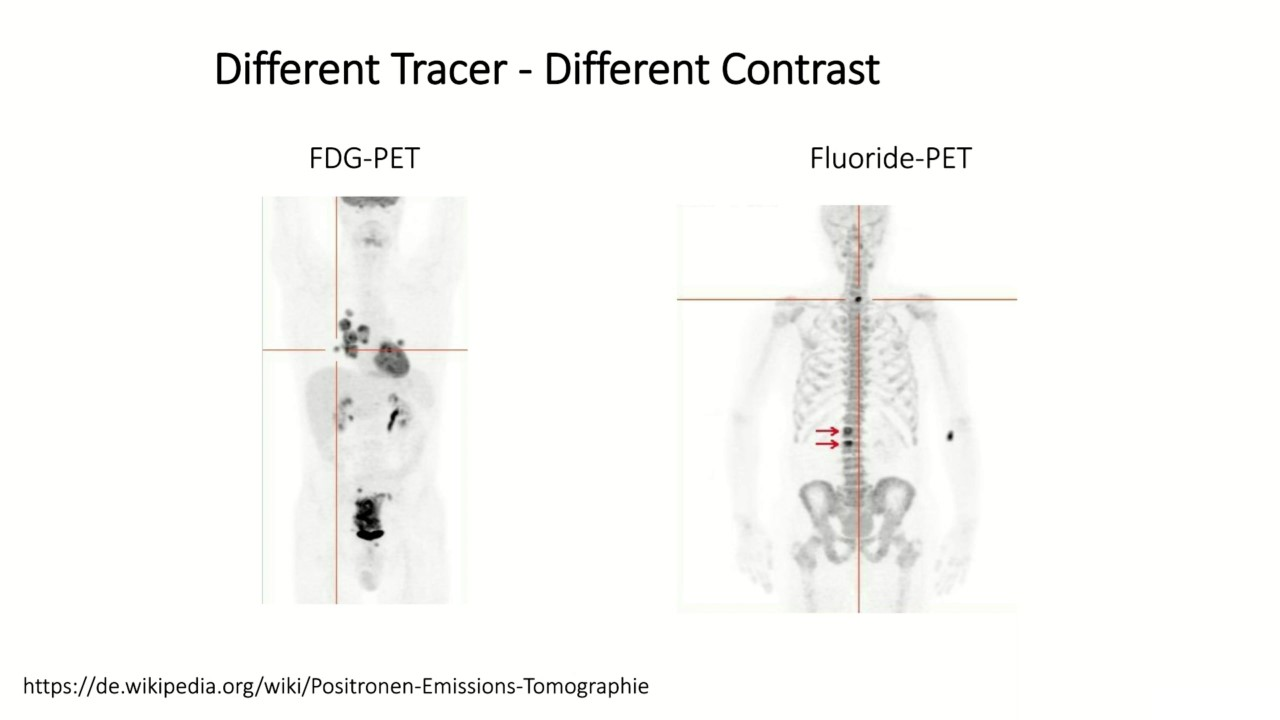 Different Tracer - Different Contrast
FDG-PET
Fluoride-PET
https://de.wikipedia.org/wiki/Positronen-Emissions-Tomographie